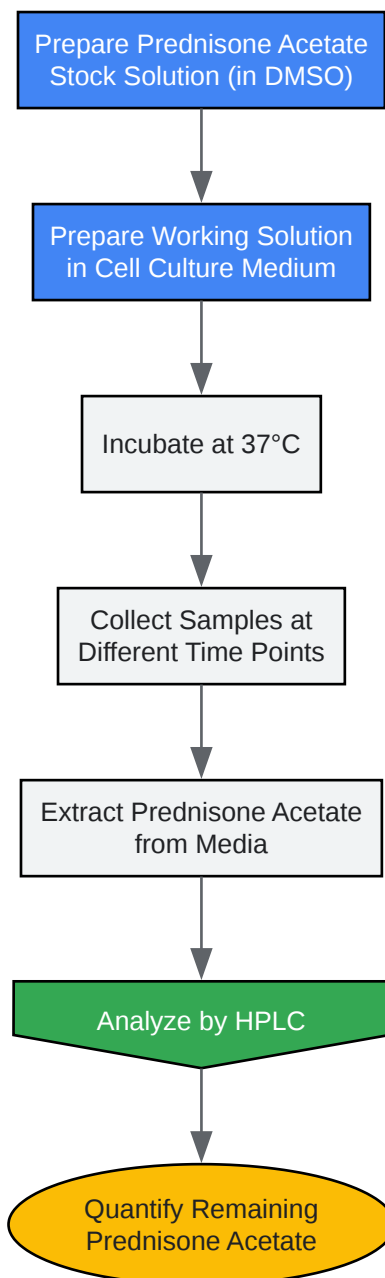 Prepare Prednisone Acetate
Stock Solution (in DMSO)
Prepare Working Solution
in Cell Culture Medium
Incubate at 37°C
Collect Samples at
Different Time Points
Extract Prednisone Acetate
from Media
Analyze by HPLC
Quantify Remaining
Prednisone Acetate